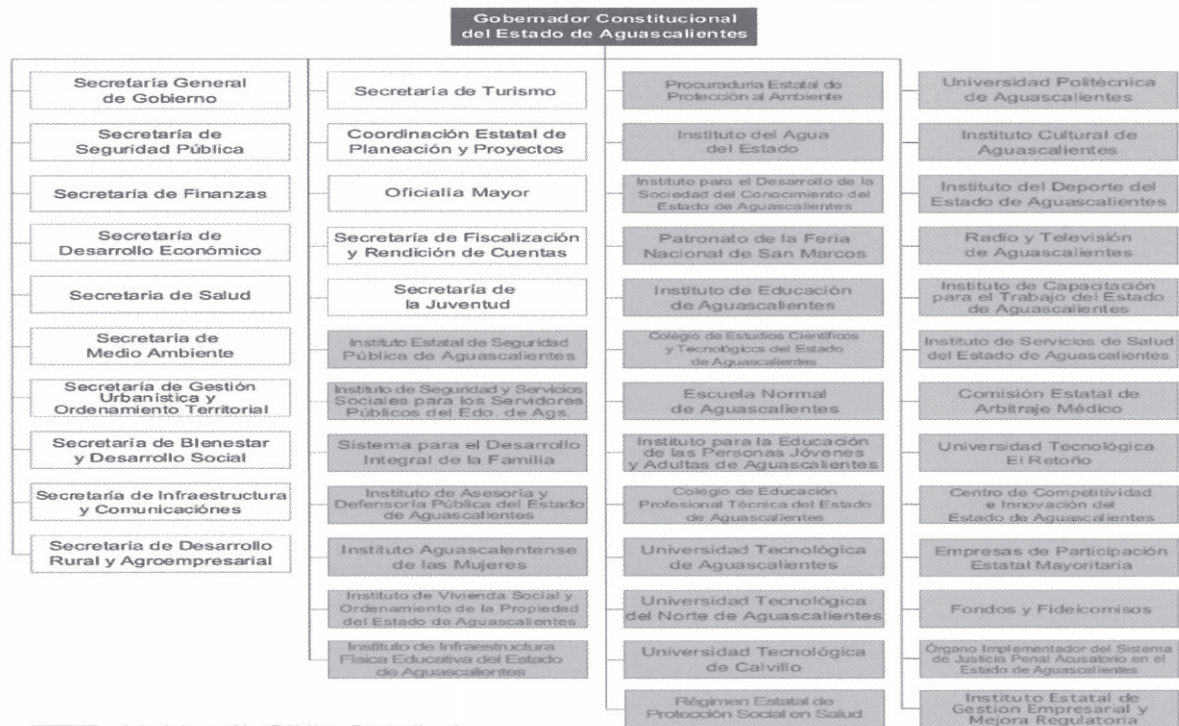 Gobernador Constitucional
del Estado de Aguascalientes
Secretaría General
de Gobierno
Secretaría de
Seguridad Pública
Secretaría de Finanzas
Secretaría de
Desarrollo Económico
Secretaria de Salud
Secretaría de
Medio Ambiente
Secretaría de Gestión
Urbanística y
Ordenamiento Territorial
Secretaría de BIenestar
y Desarrollo Social
Secretaría de Infraestructura
y Comunicaciónes
Secretaria de Desarrollo
Rural y Agroempresarial
Secretaria de Turismo
Coordinación Estatal de
Planeación y Proyectos
Oficialía Mayor
Secretaría de Fiscalización
y Rendición de Cuentas
Secretaría de
la Juventud
Instituto Estatal de Seguridad
Pública de Aguascalientes
Instituto de Seguridad y Servicios
Sociales para los Servidores
Públicos del Edo. de Ags.
Sistema para el Desarrollo
Integral de la Familia
Instituto de Asesoría y
Defensoría Pública del Estado
de Aguascalientes
Instituto Aguascalentense
de las Mujeres
Instituto de Vivienda Social y
Ordenamiento de la Propiedad
del Estado de Aguascalientes
Instituto de Infraestructura
Física Educativa del Estado
de Aguascalientes
Procuraduría Estatal de
Protección al Ambiente
Instituto del Agua
del Estado
Instituto para el Desarrollo de la
Sociedad del Conocimiento del
Estado de Aguascalientes
Patronato de la Feria
Nacional de San Marcos
Instituto de Educación
de Aguascalientes
Colegio de Estudios Científicos
y Tecnológicos del Estado
de Aguascalientes
Escuela Normal
de Aguascalientes
Instituto para la Educación
de las Personas Jóvenes
y Adultas de Aguascalientes
Colegio de Educación
Profesional Técnica del Estado
de Aguascalientes
Universidad Tecnológica
de Aguascalientes
Universidad Tecnológica
del Norte de Aguascalientes
Universidad Tecnológica
de Calvillo
Régimen Estatal de
Protección Social en Salud
Universidad Politécnica
de Aguascalientes
Instituto Cultural de
Aguascalientes
Instituto del Deporte del
Estado de Aguascalientes
Radio y Televisión
de Aguascalientes
Instituto de Capacitación
para el Trabajo del Estado
de Aguascalientes
Instituto de Servicios de Salud
del Estado de Aguascalientes
Comisión Estatal de
Arbitraje Médico
Universidad Tecnológica
El Retoño
Centro de Competitividad
e Innovación del
Estado de Aguascalientes
Empresas de Participación
Estatal Mayoritaria
Fondos y Fideicomisos
Órgano Implementador del Sistema
de Justicia Penal Acusatorio en el
Estado de Aguascalientes
Instituto Estatal de
Gestión Empresarial y
Mejora Regulatoria